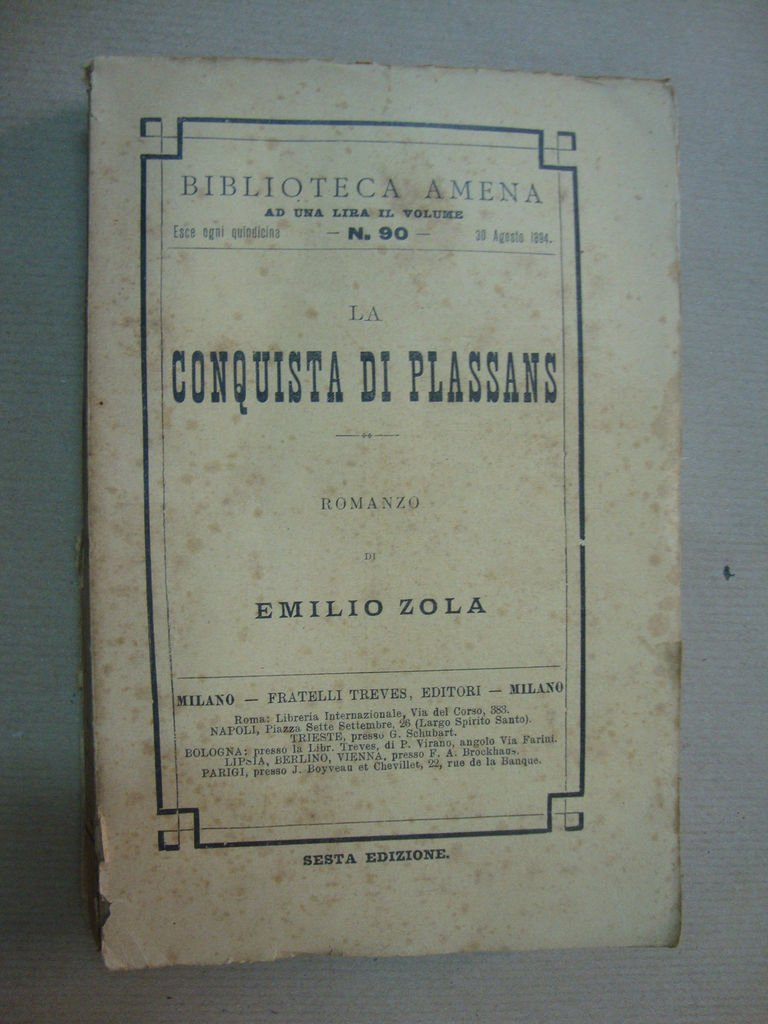 BIBLIOTECA AMENA
AD UNA LIRA IL VOLUME
Esce ogni quindicina — N. 90 — 30 Agosto 1894.
LA
CONQUISTA DI PLASSANS
ROMANZO
DI
EMILIO ZOLA
MILANO — FRATELLI TREVES, EDITORI — MILANO
Roma: Libreria Internazionale, Via del Corso, 383.
NAPOLI, Piazza Sette Settembre, 26 (Largo Spirito Santo).
TRIESTE, presso G. Schubart.
BOLOGNA: presso la Libr. Treves, di P. Virano, angolo Via Farini.
LIPSIA, BERLINO, VIENNA, presso F. A. Brockhaus.
PARIGI, presso J. Boyveau et Chevillet, 22, rue de la Banque.
SESTA EDIZIONE.